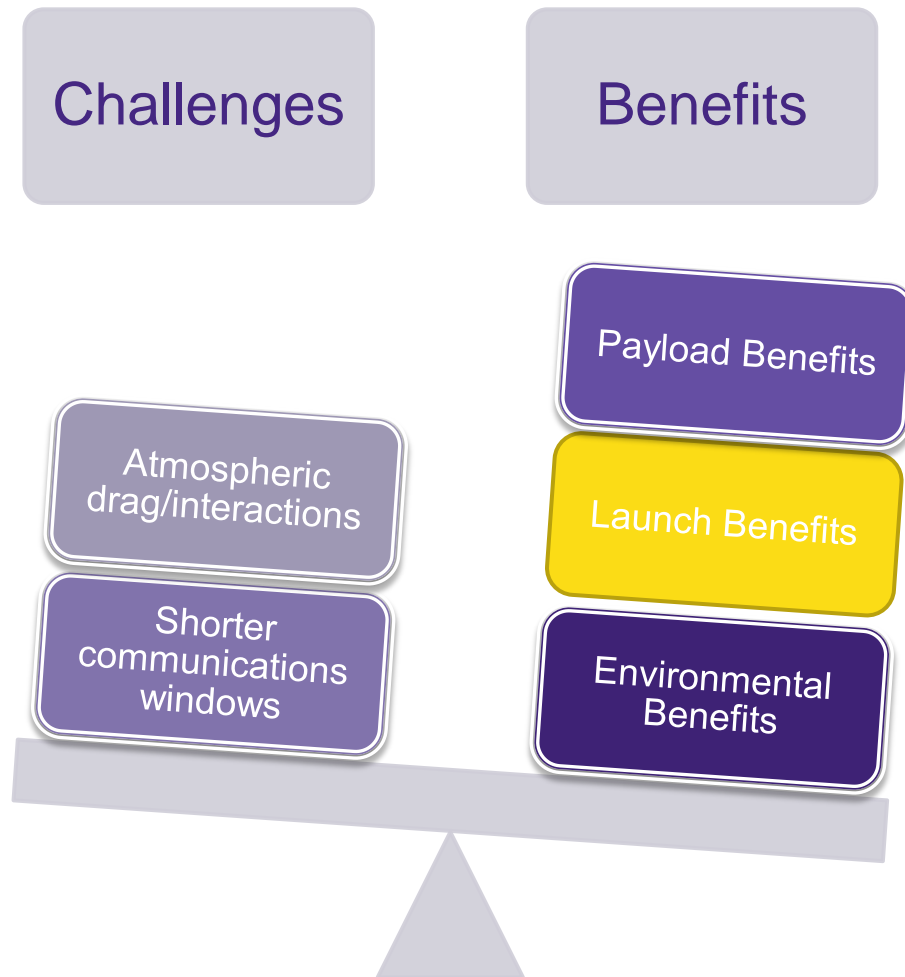 Challenges
Benefits
Atmospheric
drag/interactions
Shorter
communications
windows
Payload Benefits
Launch Benefits
Environmental
Benefits